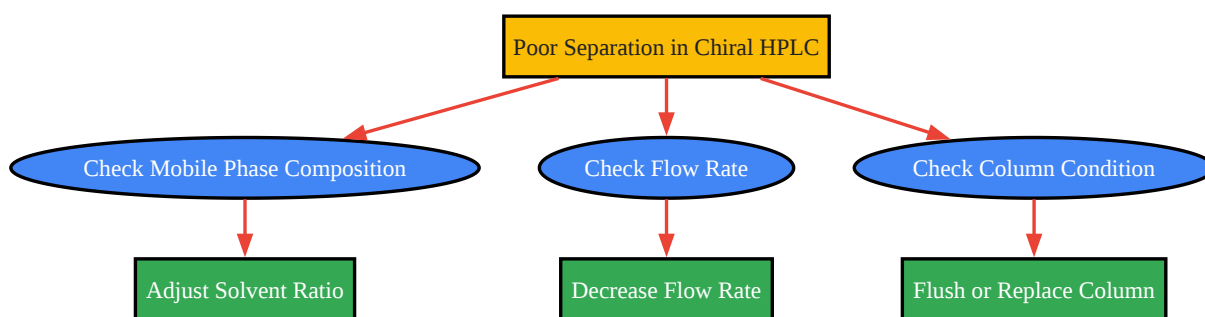 Poor Separation in Chiral HPLC
Check Mobile Phase Composition
Check Flow Rate
Check Column Condition
Adjust Solvent Ratio
Decrease Flow Rate
Flush or Replace Column